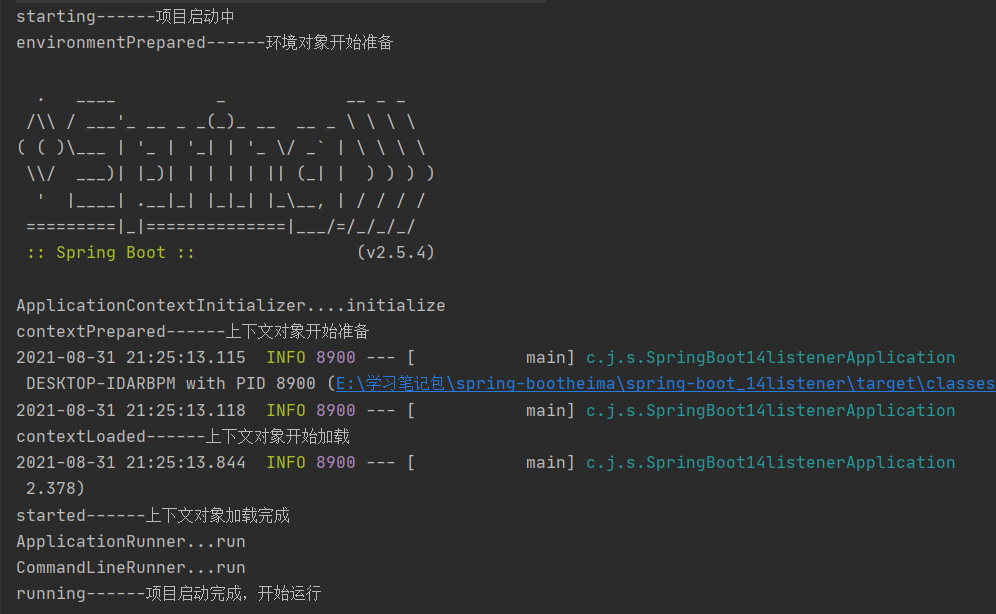 starting------项目启动中
environmentPrepared------环境对象开始准备
  .   ____          _            __ _ _
 /\\ / ___'_ __ _ _(_)_ __  __ _ \ \ \ \
( ( )\___ | '_ | '_| | '_ \/ _` | \ \ \ \
 \\/  ___)| |_)| | | | | || (_| |  ) ) ) )
  '  |____| .__|_| |_|_| |_\__, | / / / /
 =========|_|==============|___/=/_/_/_/
 :: Spring Boot ::                (v2.5.4)
ApplicationContextInitializer....initialize
contextPrepared------上下文对象开始准备
2021-08-31 21:25:13.115  INFO 8900 --- [           main] c.j.s.SpringBoot14listenerApplication
 DESKTOP-IDARBPM with PID 8900 (E:\学习笔记包\spring-bootheima\spring-boot_14listener\target\classes
2021-08-31 21:25:13.118  INFO 8900 --- [           main] c.j.s.SpringBoot14listenerApplication
contextLoaded------上下文对象开始加载
2021-08-31 21:25:13.844  INFO 8900 --- [           main] c.j.s.SpringBoot14listenerApplication
 2.378)
started------上下文对象加载完成
ApplicationRunner...run
CommandLineRunner...run
running------项目启动完成，开始运行